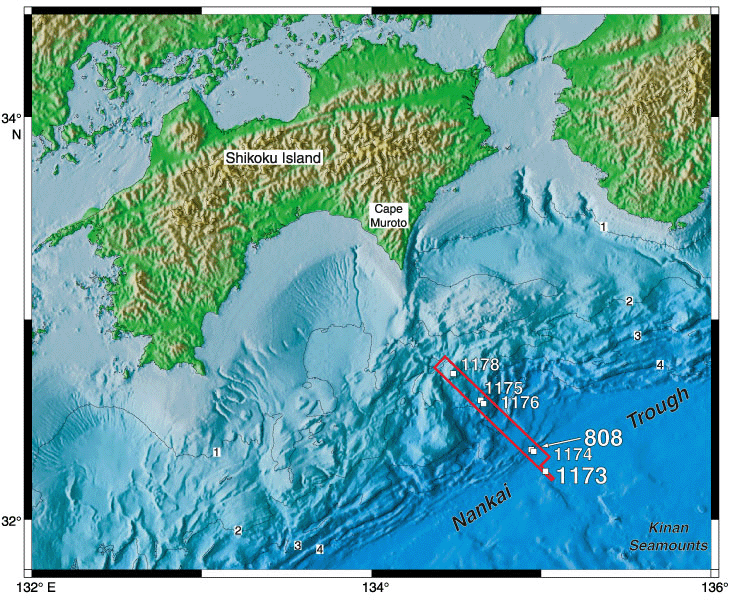 34°
N
Shikoku Island
Cape
Muroto
1
2
3
4
1178
1175
1176
808
1174
1173
Trough
Nankai
1
2
3
4
Kinan
Seamounts
32°
132° E
134°
136°